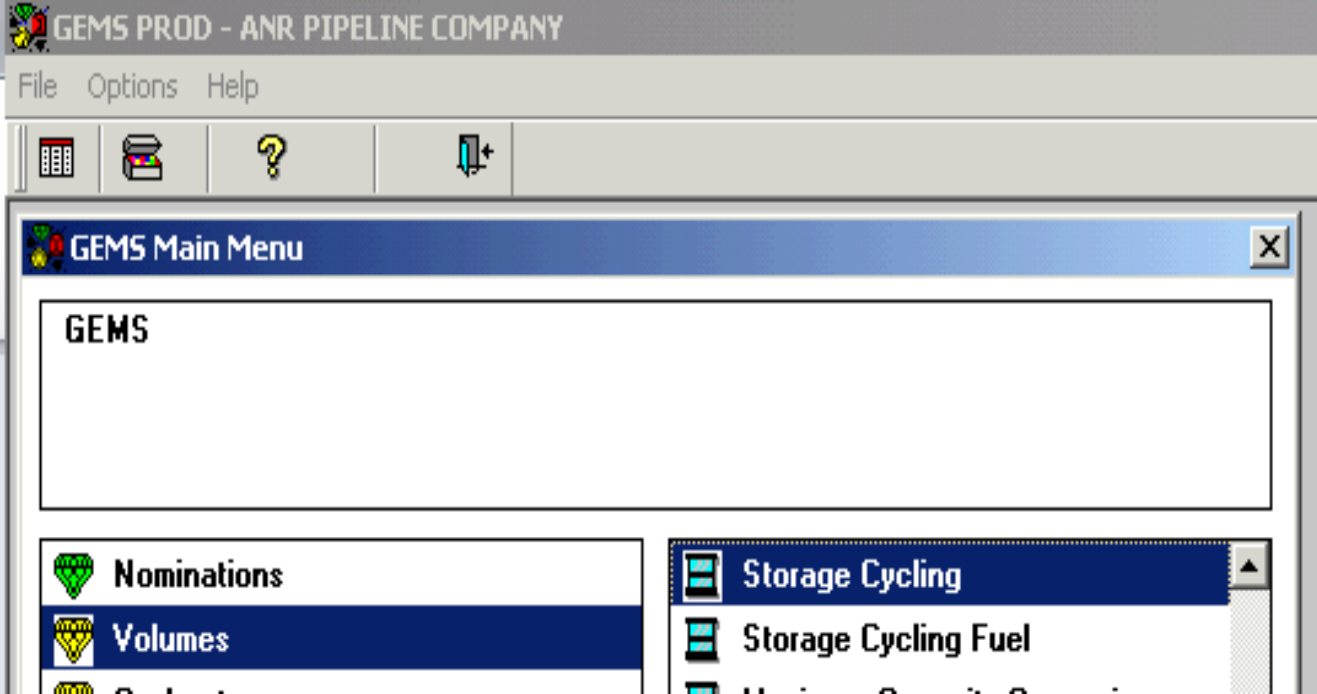 GEMS PROD - ANR PIPELINE COMPANY
File Options Help
GEMS Main Menu
GEMS
Nominations
Volumes
Storage Cycling
Storage Cycling Fuel